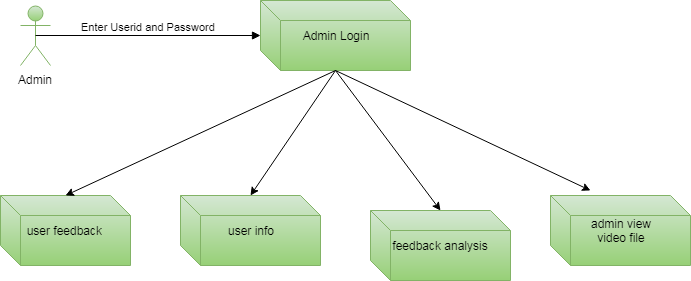 Enter Userid and Password
Admin Login
Admin
user feedback
user info
feedback analysis
admin view
video file